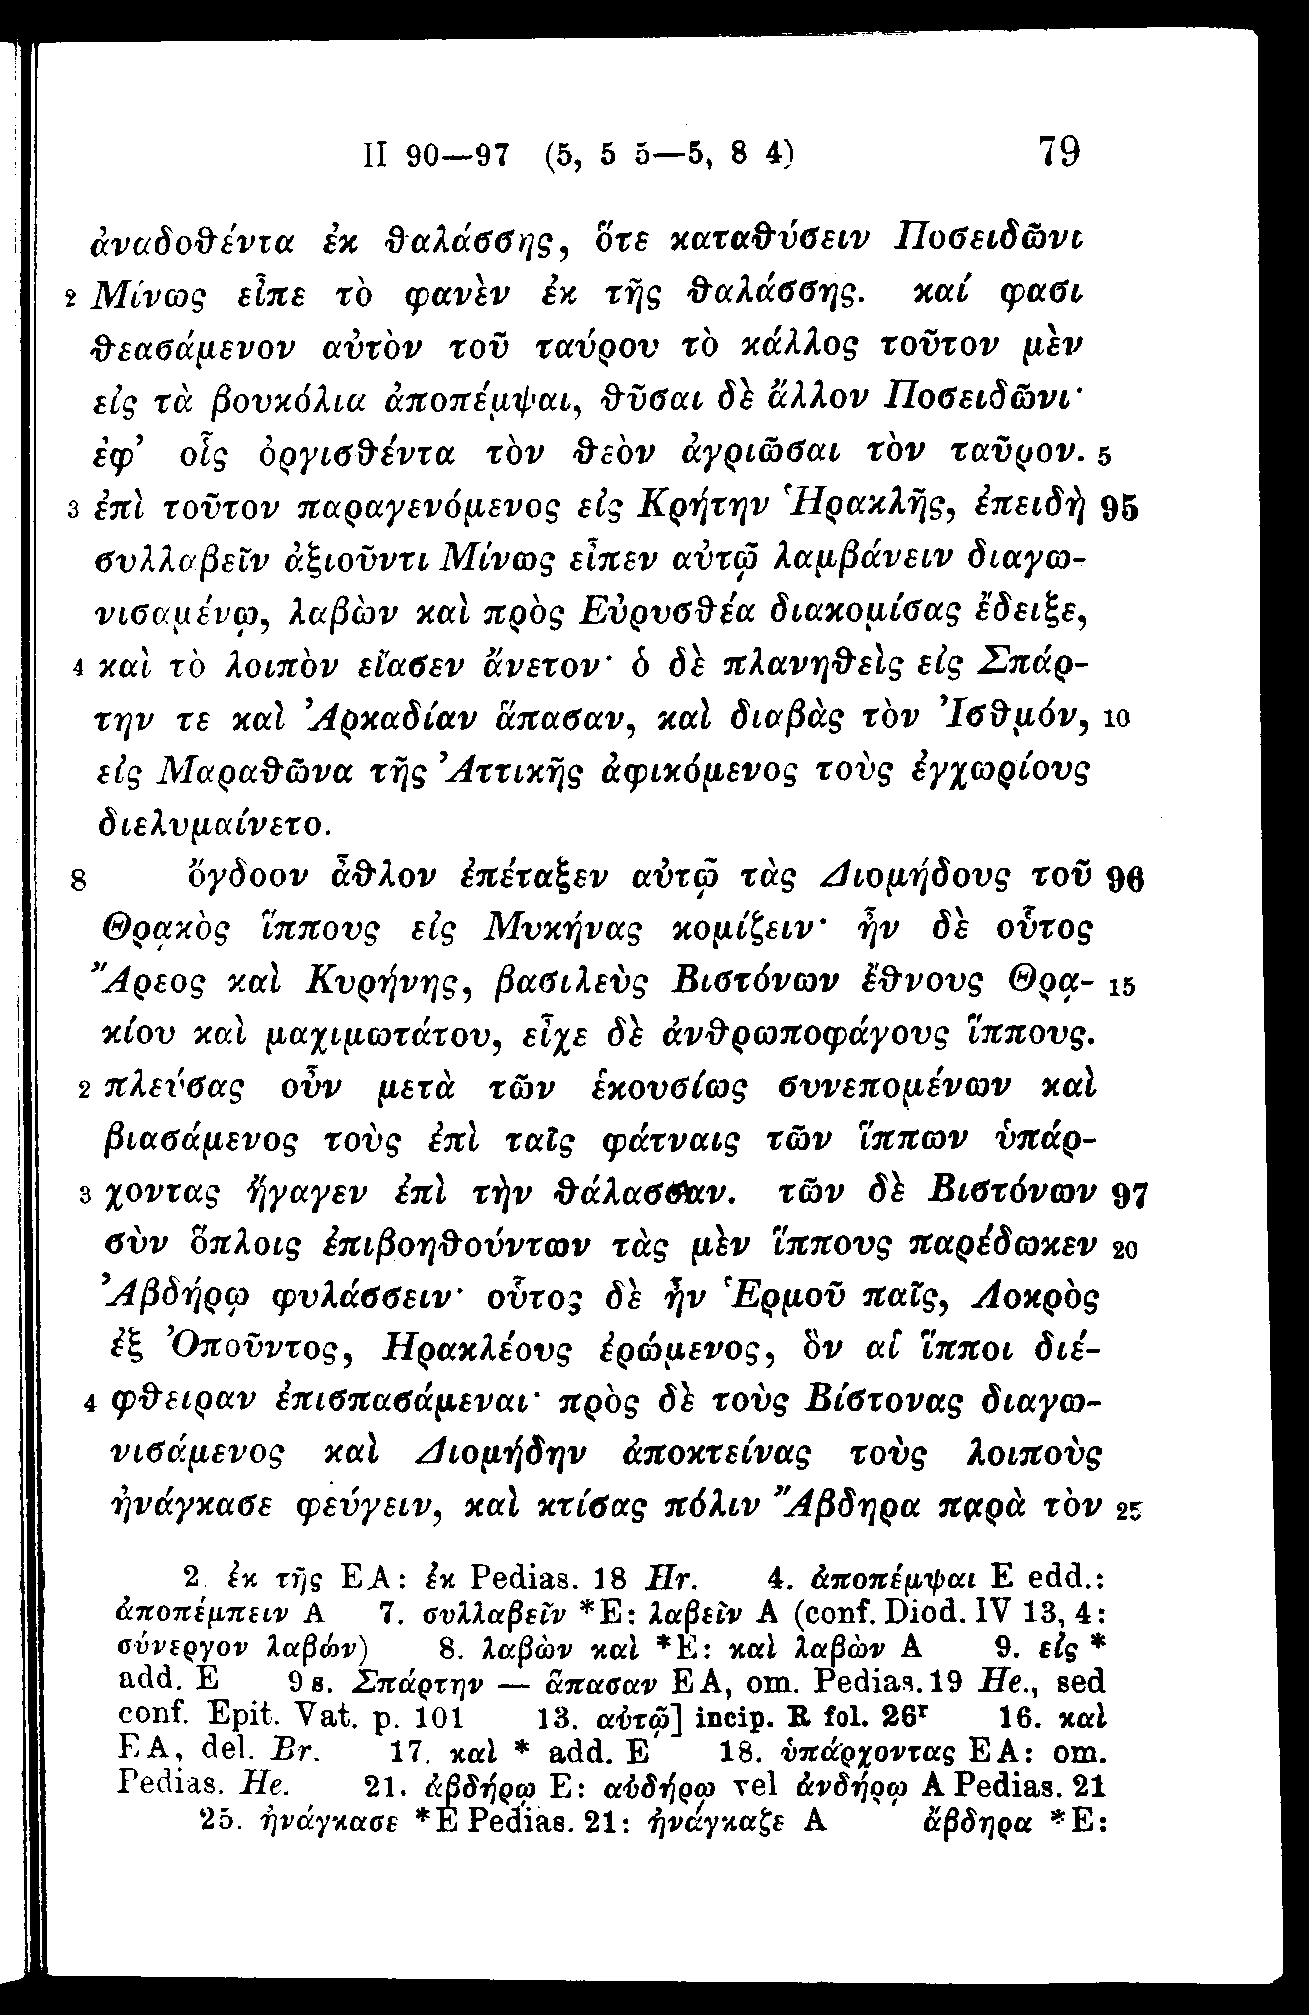 II 90—97 (5, 5 5—5, 8 4) 79
ἀναδοθέντα ἐκ θαλάσσης, ὅτε καταθύσειν Ποσειδῶνι
2 Μίνως εἶπε τὸ φανὲν ἐκ τῆς θαλάσσης. καί φασι
θεασάμενον αὐτὸν τοῦ ταύρου τὸ κάλλος τοῦτον μὲν
εἰς τὰ βουκόλια ἀποπέμψαι, θῦσαι δὲ ἄλλον Ποσειδῶνι·
ἐφ’ οἷς ὀργισθέντα τὸν θεὸν ἀγριῶσαι τὸν ταῦρον. 5
3 ἐπὶ τοῦτον παραγενόμενος εἰς Κρήτην Ἡρακλῆς, ἐπειδὴ 95
συλλαβεῖν ἀξιοῦντι Μίνως εἶπεν αὐτῷ λαμβάνειν διαγω-
νισαμένῳ, λαβὼν καὶ πρὸς Εὐρυσθέα διακομίσας ἔδειξε,
4 καὶ τὸ λοιπὸν εἴασεν ἄνετον· ὁ δὲ πλανηθεὶς εἰς Σπάρ-
την τε καὶ Ἀρκαδίαν ἅπασαν, καὶ διαβὰς τὸν Ἰσθμόν, 10
εἰς Μαραθῶνα τῆς Ἀττικῆς ἀφικόμενος τοὺς ἐγχωρίους
διελυμαίνετο.
8 ὄγδοον ἆθλον ἐπέταξεν αὐτῷ τὰς Διομήδους τοῦ 96
Θρᾳκὸς ἵππους εἰς Μυκήνας κομίζειν· ἦν δὲ οὗτος
Ἄρεος καὶ Κυρήνης, βασιλεὺς Βιστόνων ἔθνους Θρᾳ- 15
κίου καὶ μαχιμωτάτου, εἶχε δὲ ἀνθρωποφάγους ἵππους.
2 πλεύσας οὖν μετὰ τῶν ἑκουσίως συνεπομένων καὶ
βιασάμενος τοὺς ἐπὶ ταῖς φάτναις τῶν ἵππων ὑπάρ-
3 χοντας ἤγαγεν ἐπὶ τὴν θάλασσαν. τῶν δὲ Βιστόνων 97
σὺν ὅπλοις ἐπιβοηθούντων τὰς μὲν ἵππους παρέδωκεν 20
Ἀβδήρῳ φυλάσσειν· οὗτος δὲ ἦν Ἑρμοῦ παῖς, Λοκρὸς
ἐξ Ὀποῦντος, Ηρακλέους ἐρώμενος, ὃν αἱ ἵπποι διέ-
4 φθειραν ἐπισπασάμεναι· πρὸς δὲ τοὺς Βίστονας διαγω-
νισάμενος καὶ Διομήδην ἀποκτείνας τοὺς λοιποὺς
ἠνάγκασε φεύγειν, καὶ κτίσας πόλιν Ἄβδηρα παρὰ τὸν 25
2 ἐκ τῆς EA: ἐκ Pedias. 18 Hr. 4. ἀποπέμψαι E edd.:
ἀποπέμπειν A 7. συλλαβεῖν *E: λαβεῖν A (conf. Diod. IV 13, 4:
σύνεργον λαβών) 8. λαβὼν καὶ *E: καὶ λαβὼν A 9. εἰς *
add. E 9 s. Σπάρτην — ἅπασαν EA, om. Pedias. 19 He., sed
conf. Epit. Vat. p. 101 13. αὐτῷ] incip. R fol. 26r 16. καὶ
EA, del. Br. 17. καὶ * add. E 18. ὑπάρχοντας EA: om.
Pedias. He. 21. ἀβδήρῳ E: αὐδήρῳ vel ἀνδήρῳ A Pedias. 21
25. ἠνάγκασε *E Pedias. 21: ἠνάγκαζε A ἄβδηρα *E: